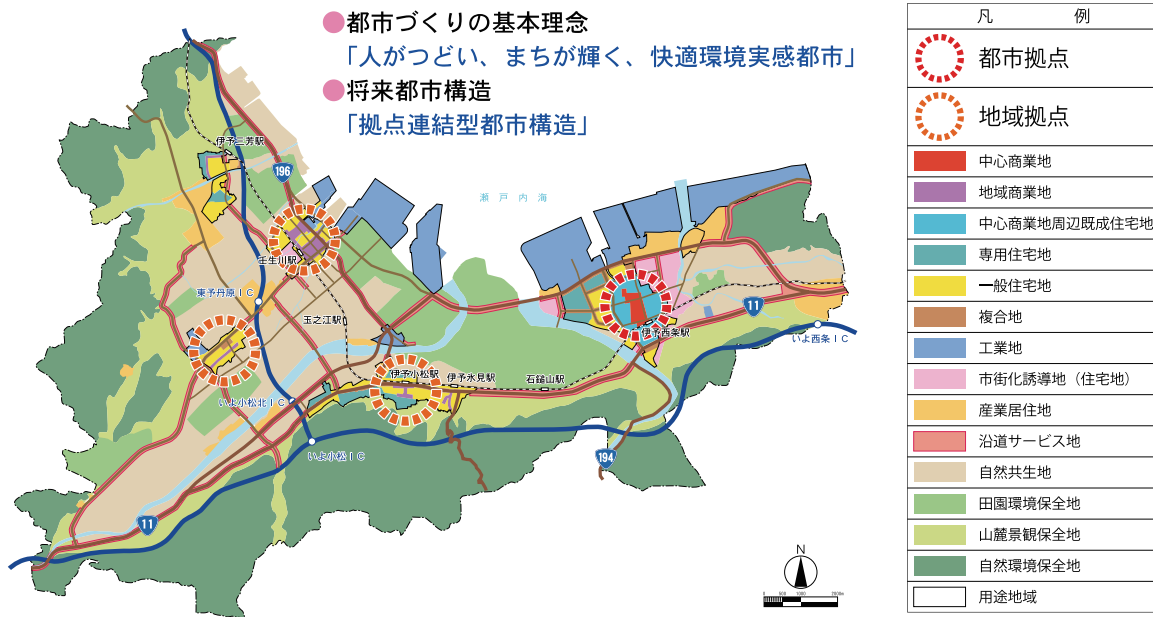 ●都市づくりの基本理念
「人がつどい、まちが輝く、快適環境実感都市」
●将来都市構造
「拠点連結型都市構造」
凡 例
都市拠点
地域拠点
中心商業地
地域商業地
中心商業地周辺既成住宅地
専用住宅地
一般住宅地
複合地
工業地
市街化誘導地（住宅地）
産業居住地
沿道サービス地
自然共生地
田園環境保全地
山麓景観保全地
自然環境保全地
用途地域
伊予三芳駅
196
瀬戸内海
壬生川駅
東予丹原IC
玉之江駅
11
伊予西条駅
いよ西条IC
伊予小松駅
伊予氷見駅
石鎚山駅
いよ小松北IC
いよ小松IC
194
11
N
0 500 1000 2000m